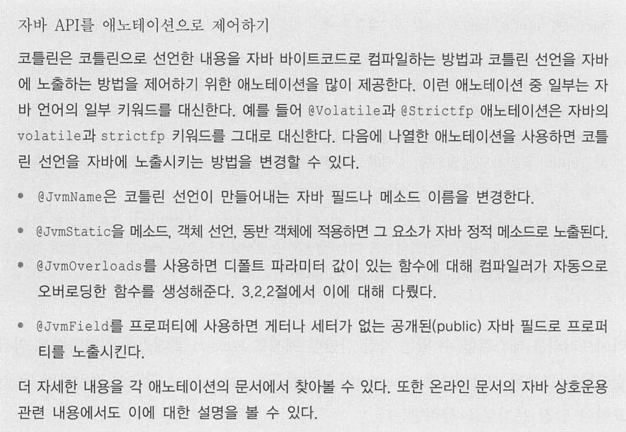 자바 API를 애노테이션으로 제어하기
코틀린은 코틀린으로 선언한 내용을 자바 바이트코드로 컴파일하는 방법과 코틀린 선언을 자바
에 노출하는 방법을 제어하기 위한 애노테이션을 많이 제공한다. 이런 애노테이션 중 일부는 자
바 언어의 일부 키워드를 대신한다. 예를 들어 @Volatile과 @Strictfp 애노테이션은 자바의
volatile과 strictfp 키워드를 그대로 대신한다. 다음에 나열한 애노테이션을 사용하면 코틀
린 선언을 자바에 노출시키는 방법을 변경할 수 있다.
• @JvmName은 코틀린 선언이 만들어내는 자바 필드나 메소드 이름을 변경한다.
• @JvmStatic을 메소드, 객체 선언, 동반 객체에 적용하면 그 요소가 자바 정적 메소드로 노출된다.
• @JvmOverloads를 사용하면 디폴트 파라미터 값이 있는 함수에 대해 컴파일러가 자동으로
오버로딩한 함수를 생성해준다. 3.2.2절에서 이에 대해 다뤘다.
• @JvmField를 프로퍼티에 사용하면 게터나 세터가 없는 공개된(public) 자바 필드로 프로퍼
티를 노출시킨다.
더 자세한 내용을 각 애노테이션의 문서에서 찾아볼 수 있다. 또한 온라인 문서의 자바 상호운용
관련 내용에서도 이에 대한 설명을 볼 수 있다.